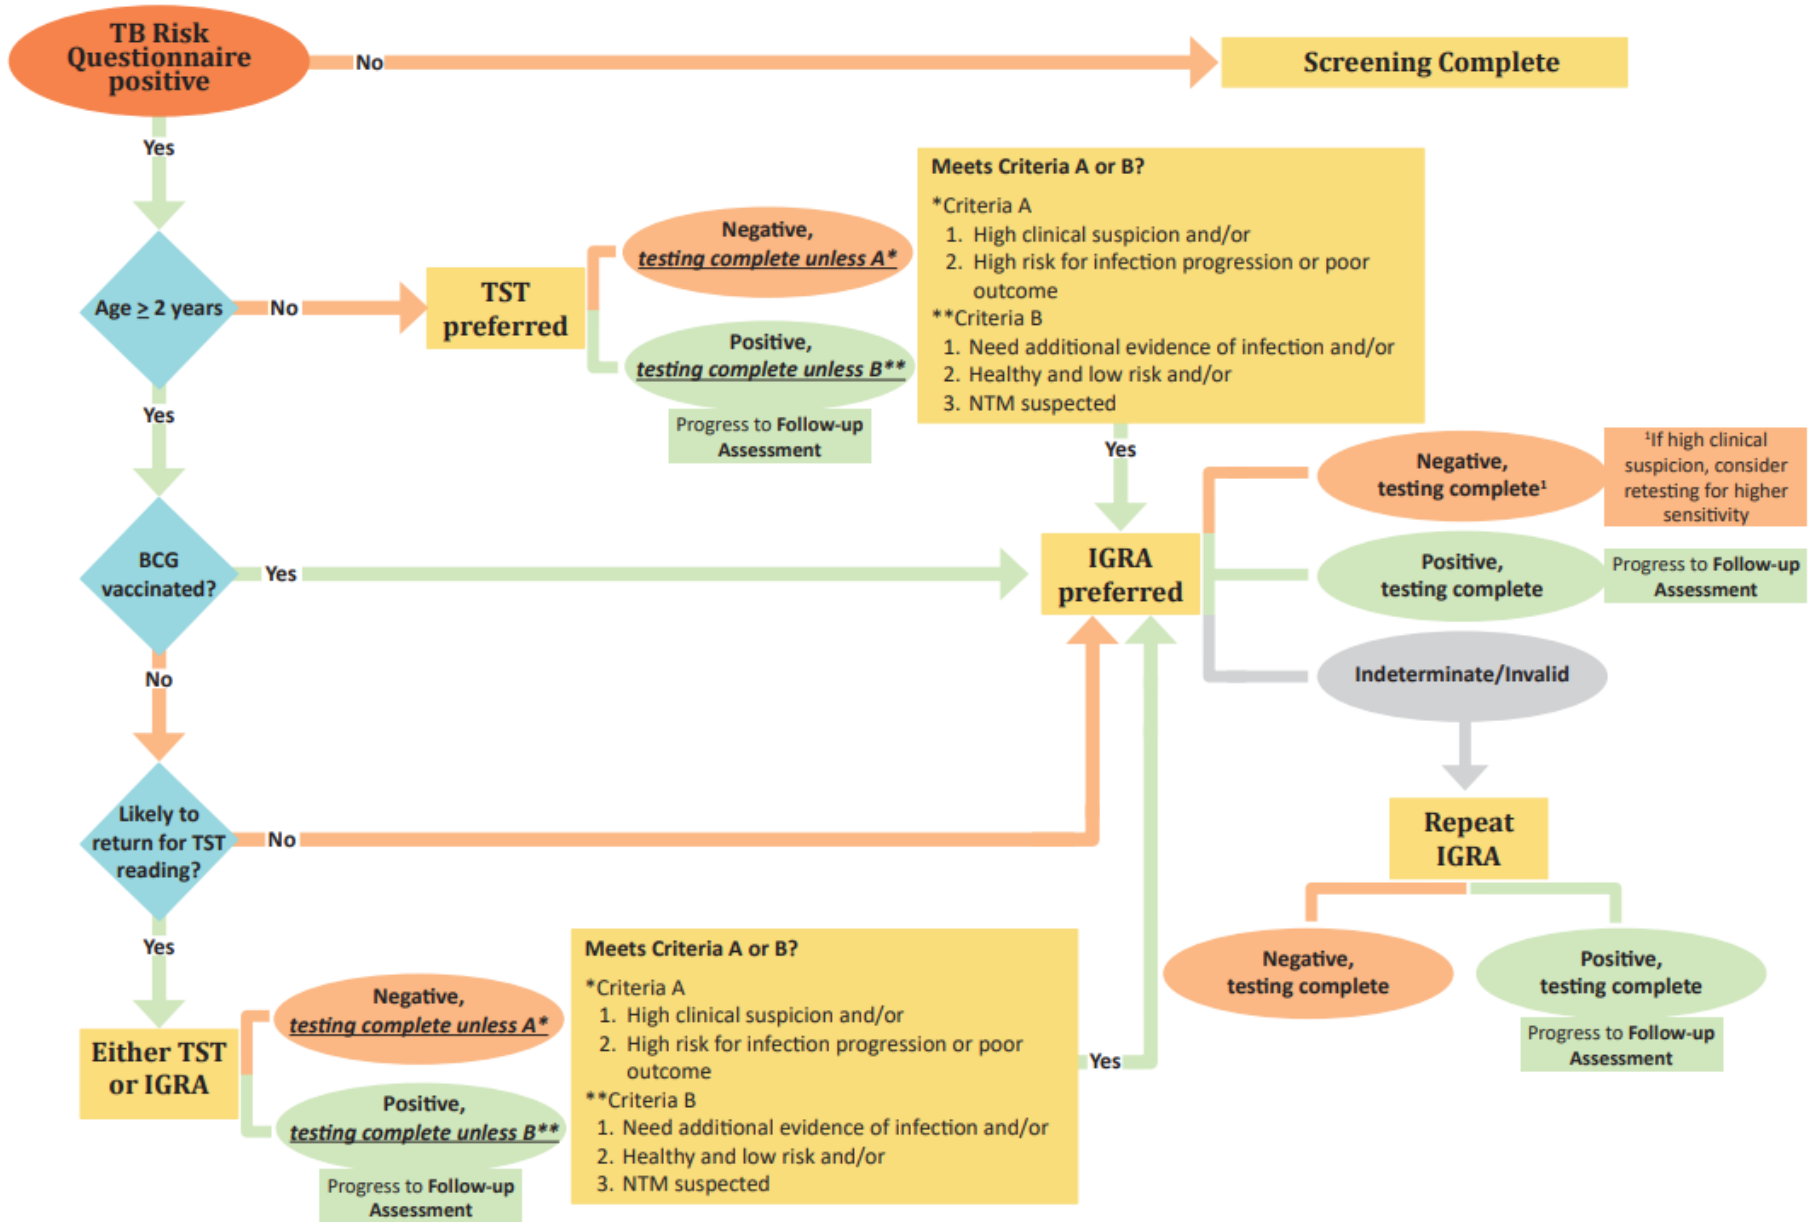 TB Risk
Questionnaire
positive
No
Screening Complete
Yes
Age ≥ 2 years
No
TST
preferred
Negative,
testing complete unless A*
Positive,
testing complete unless B**
Progress to Follow-up
Assessment
Meets Criteria A or B?
*Criteria A
1. High clinical suspicion and/or
2. High risk for infection progression or poor
outcome
**Criteria B
1. Need additional evidence of infection and/or
2. Healthy and low risk and/or
3. NTM suspected
Yes
Yes
BCG
vaccinated?
Yes
IGRA
preferred
Negative,
testing complete¹
¹If high clinical
suspicion, consider
retesting for higher
sensitivity
Positive,
testing complete
Progress to Follow-up
Assessment
Indeterminate/Invalid
No
Likely to
return for TST
reading?
No
Repeat
IGRA
Negative,
testing complete
Positive,
testing complete
Progress to Follow-up
Assessment
Yes
Either TST
or IGRA
Negative,
testing complete unless A*
Positive,
testing complete unless B**
Progress to Follow-up
Assessment
Meets Criteria A or B?
*Criteria A
1. High clinical suspicion and/or
2. High risk for infection progression or poor
outcome
**Criteria B
1. Need additional evidence of infection and/or
2. Healthy and low risk and/or
3. NTM suspected
Yes